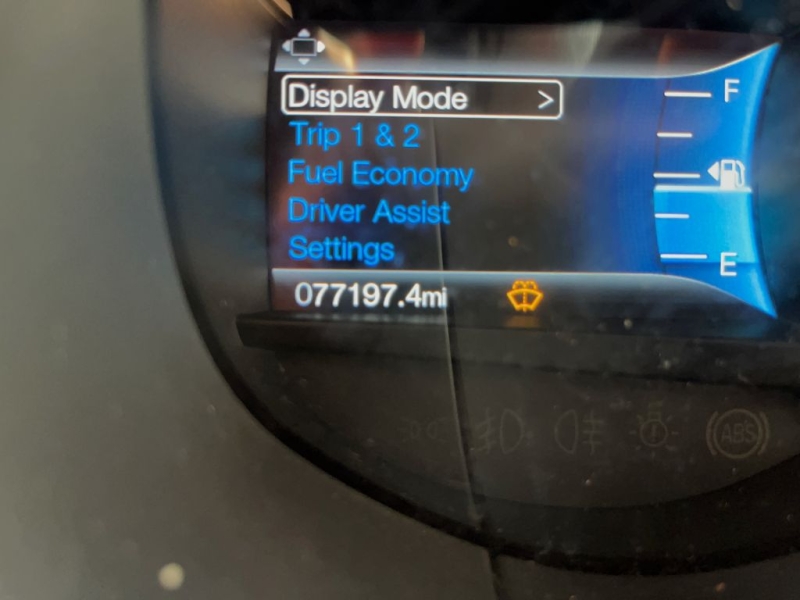 Display Mode >
F
Trip 1 & 2
Fuel Economy
Driver Assist
Settings
E
077197.4mi
ABS